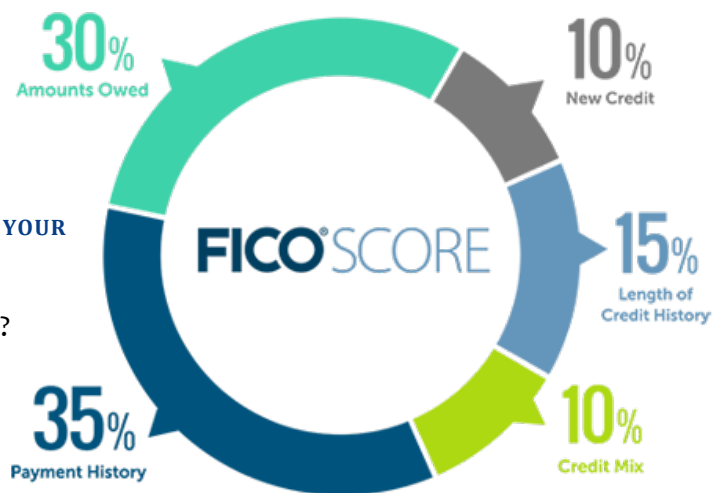 30%
Amounts Owed
10%
New Credit
YOUR
FICO® SCORE
15%
Length of
Credit History
?
35%
Payment History
10%
Credit Mix